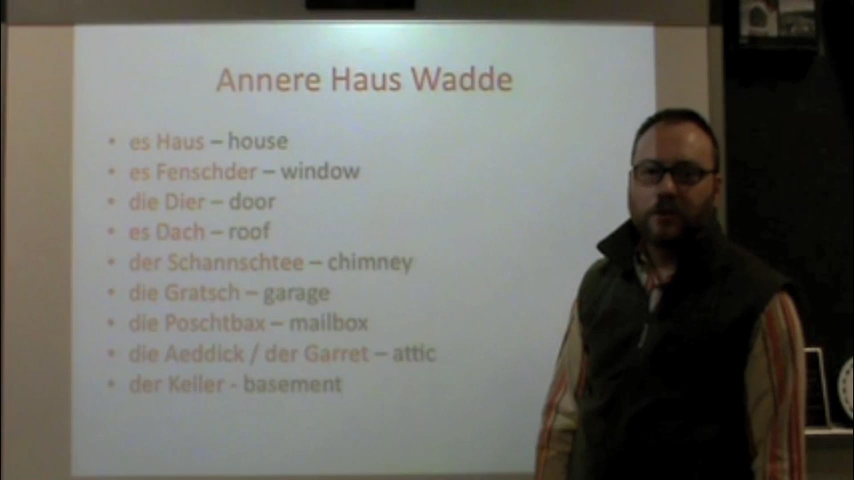 Annere Haus Wadde
• es Haus – house
• es Fenschder – window
• die Dier – door
• es Dach – roof
• der Schannschtee – chimney
• die Gratsch – garage
• die Poschtbax – mailbox
• die Aeddick / der Garret – attic
• der Keller - basement